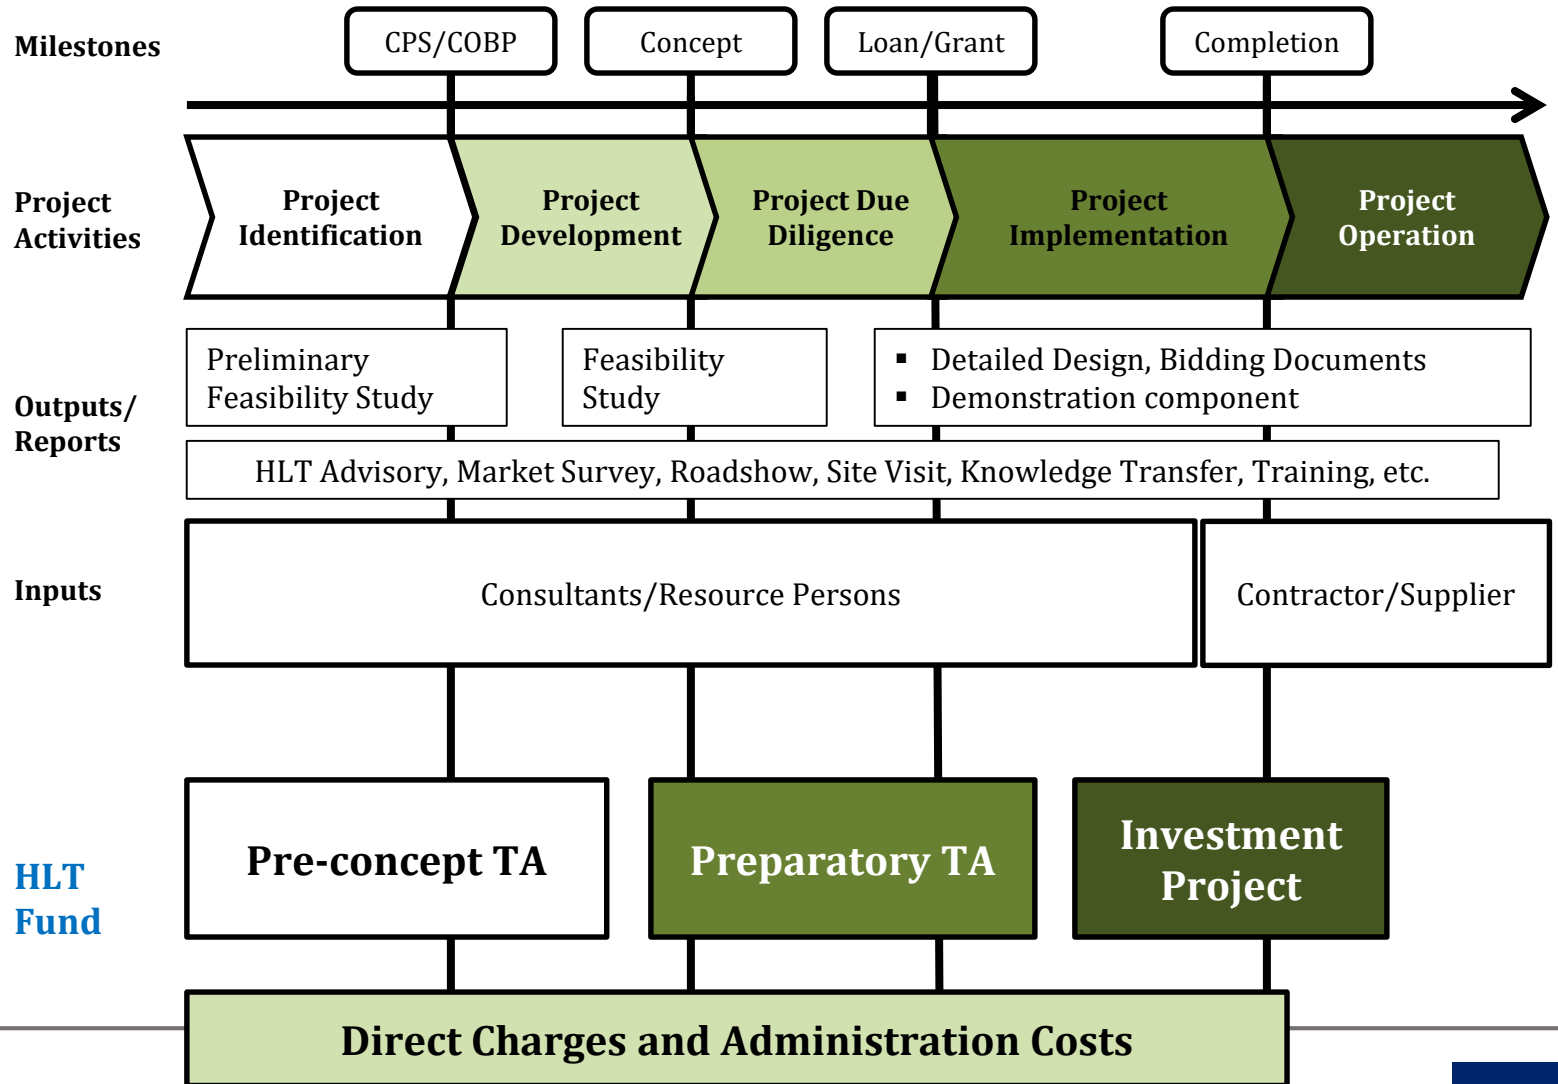 Milestones
CPS/COBP
Concept
Loan/Grant
Completion
Project
Activities
Project
Identification
Project
Development
Project Due
Diligence
Project
Implementation
Project
Operation
Outputs/
Reports
Preliminary
Feasibility Study
Feasibility
Study
▪ Detailed Design, Bidding Documents
▪ Demonstration component
HLT Advisory, Market Survey, Roadshow, Site Visit, Knowledge Transfer, Training, etc.
Inputs
Consultants/Resource Persons
Contractor/Supplier
HLT
Fund
Pre-concept TA
Preparatory TA
Investment
Project
Direct Charges and Administration Costs